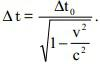 Δt = Δt₀ / √(1 − v²/c²) .